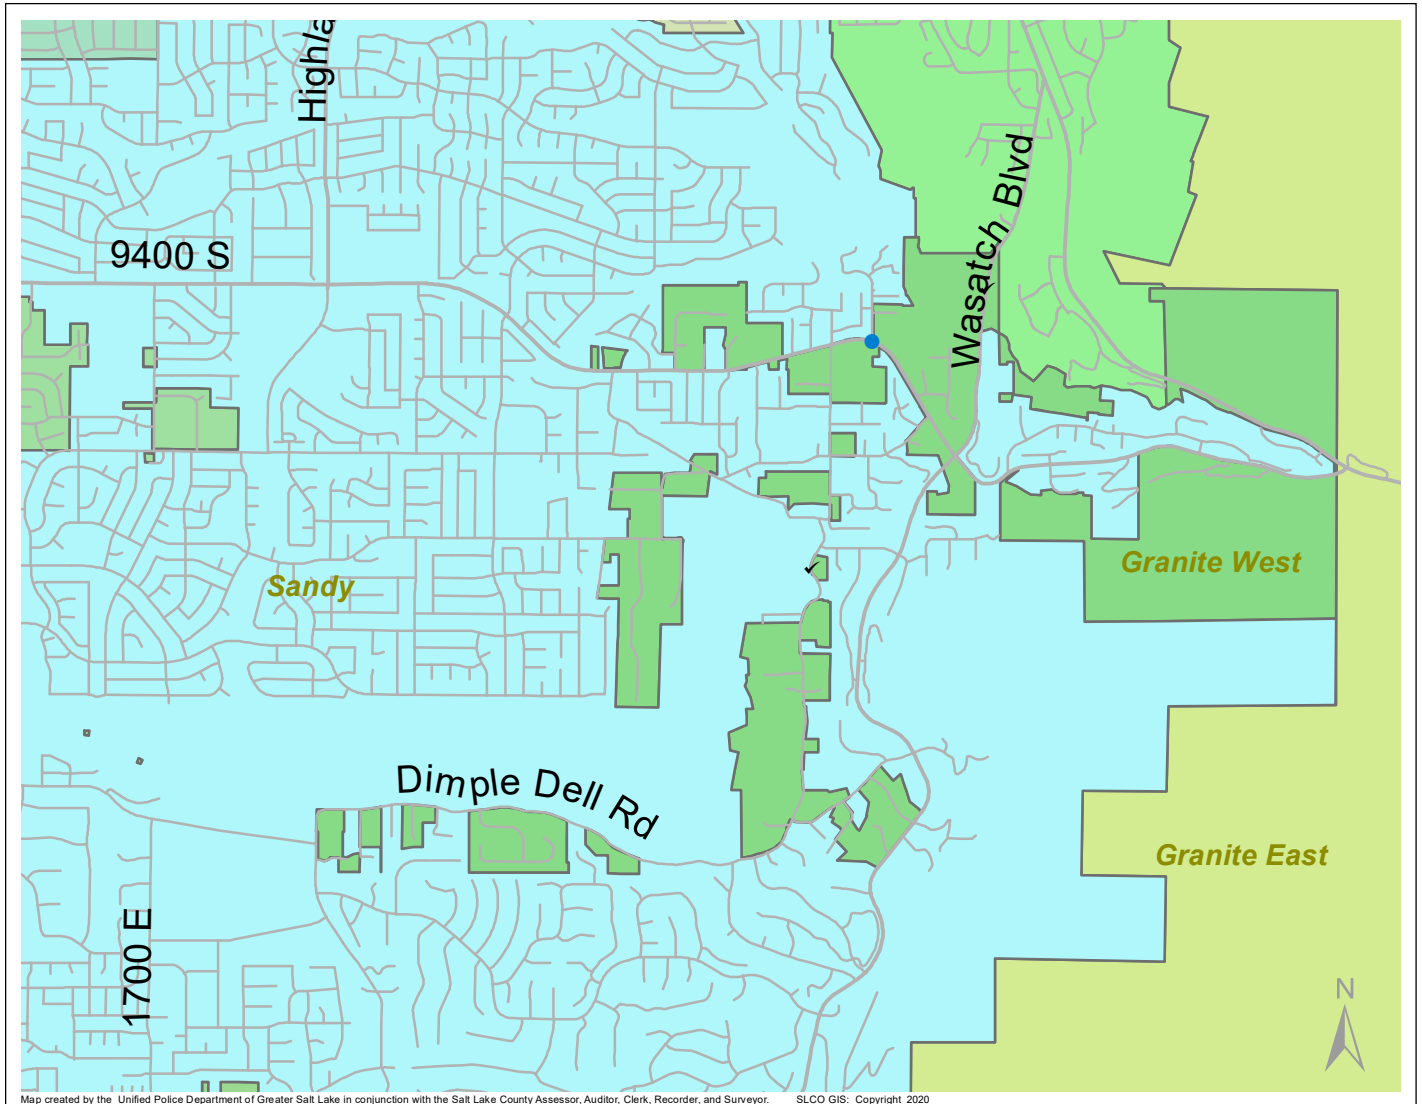 Highla
Wasatch Blvd
9400 S
Granite West
Sandy
Dimple Dell Rd
Granite East
1700 E
N
Map created by the Unified Police Department of Greater Salt Lake in conjunction with the Salt Lake County Assessor, Auditor, Clerk, Recorder, and Surveyor. SLCO GIS: Copyright 2020